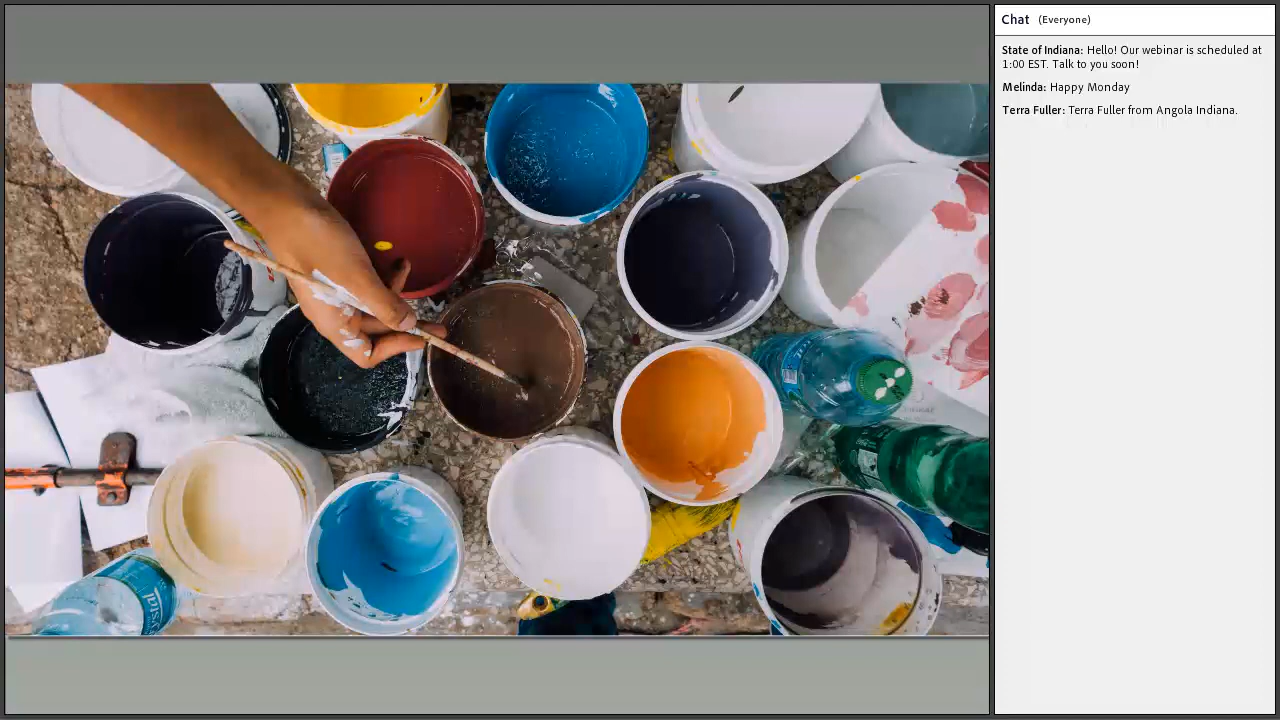 Chat (Everyone)
State of Indiana: Hello! Our webinar is scheduled at
1:00 EST. Talk to you soon!
Melinda: Happy Monday
Terra Fuller: Terra Fuller from Angola Indiana.